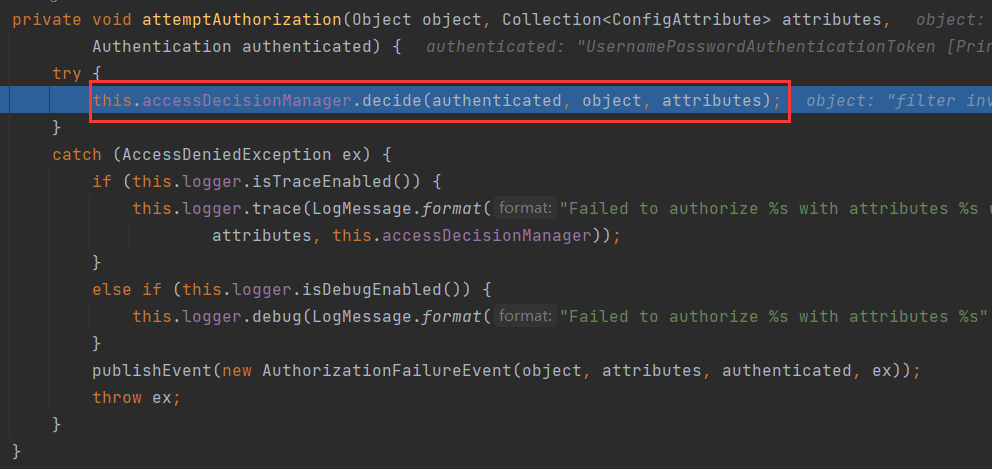 private void attemptAuthorization(Object object, Collection<ConfigAttribute> attributes, object:
Authentication authenticated) { authenticated: "UsernamePasswordAuthenticationToken [Prin
try {
this.accessDecisionManager.decide(authenticated, object, attributes); object: "filter inv
}
catch (AccessDeniedException ex) {
if (this.logger.isTraceEnabled()) {
this.logger.trace(LogMessage.format( format: "Failed to authorize %s with attributes %s u
attributes, this.accessDecisionManager));
}
else if (this.logger.isDebugEnabled()) {
this.logger.debug(LogMessage.format( format: "Failed to authorize %s with attributes %s"
}
publishEvent(new AuthorizationFailureEvent(object, attributes, authenticated, ex));
throw ex;
}
}